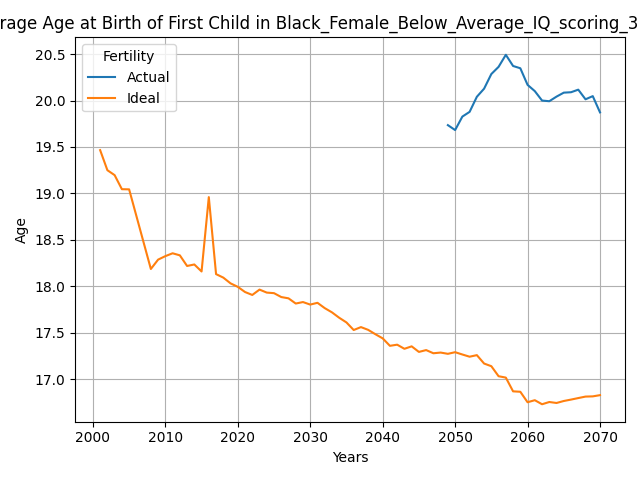 rage Age at Birth of First Child in Black_Female_Below_Average_IQ_scoring_3
Fertility
Actual
Ideal
20.5
20.0
19.5
19.0
18.5
18.0
17.5
17.0
Age
2000 2010 2020 2030 2040 2050 2060 2070
Years